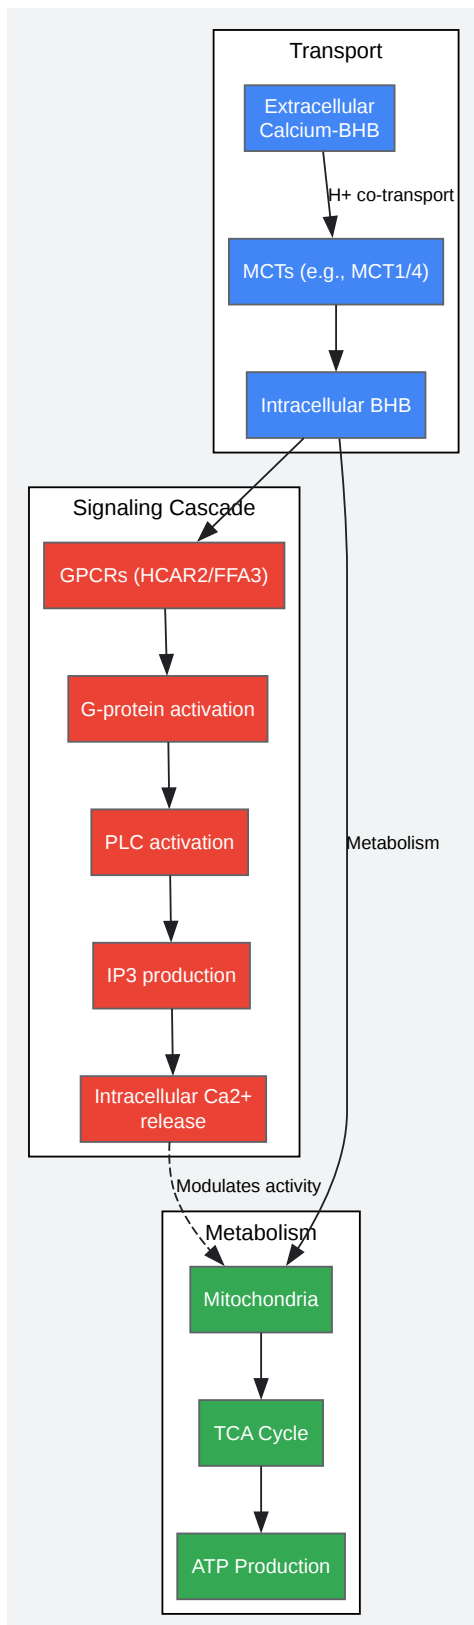 Transport
Extracellular
Calcium-BHB
H+ co-transport
MCTs (e.g., MCT1/4)
Intracellular BHB
Signaling Cascade
GPCRs (HCAR2/FFA3)
G-protein activation
PLC activation
Metabolism
IP3 production
Intracellular Ca2+
release
Modulates activity
Metabolism
Mitochondria
TCA Cycle
ATP Production